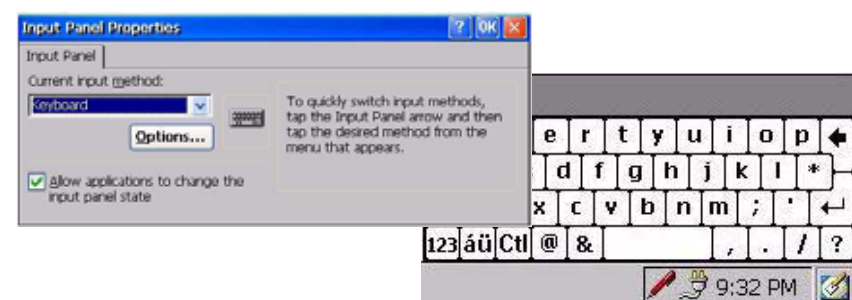 Input Panel Properties ? OK X
Input Panel
Current input method:
Keyboard
Options...
To quickly switch input methods,
tap the Input Panel arrow and then
tap the desired method from the
menu that appears.
Allow applications to change the
input panel state
e r t y u i o p
d f g h j k l *
x c v b n m ; '
123 áü Ctl @ & , . / ?
9:32 PM